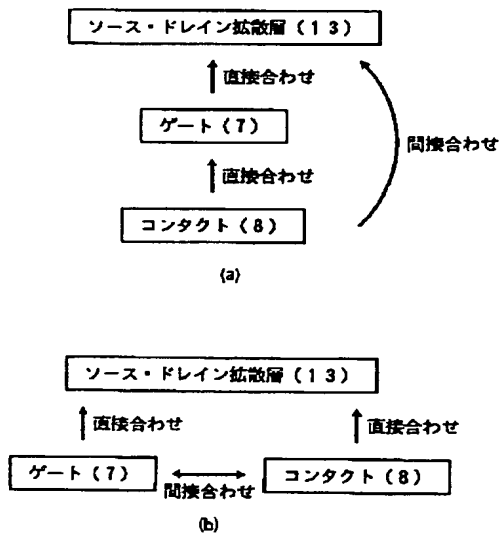 ソース・ドレイン拡散層(13)
直接合わせ
ゲート(7)
間接合わせ
直接合わせ
コンタクト(8)
(a)
ソース・ドレイン拡散層(13)
直接合わせ
直接合わせ
ゲート(7)
コンタクト(8)
間接合わせ
(b)